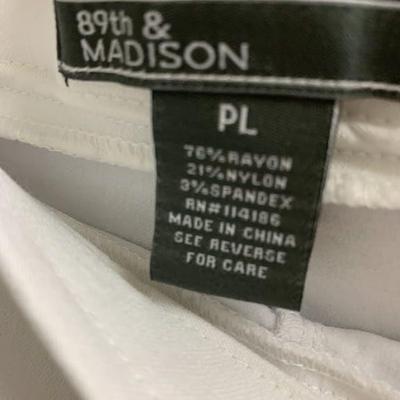 89th &
MADISON
PL
76% RAYON
21% NYLON
3% SPANDEX
RN#114186
MADE IN CHINA
SEE REVERSE
FOR CARE